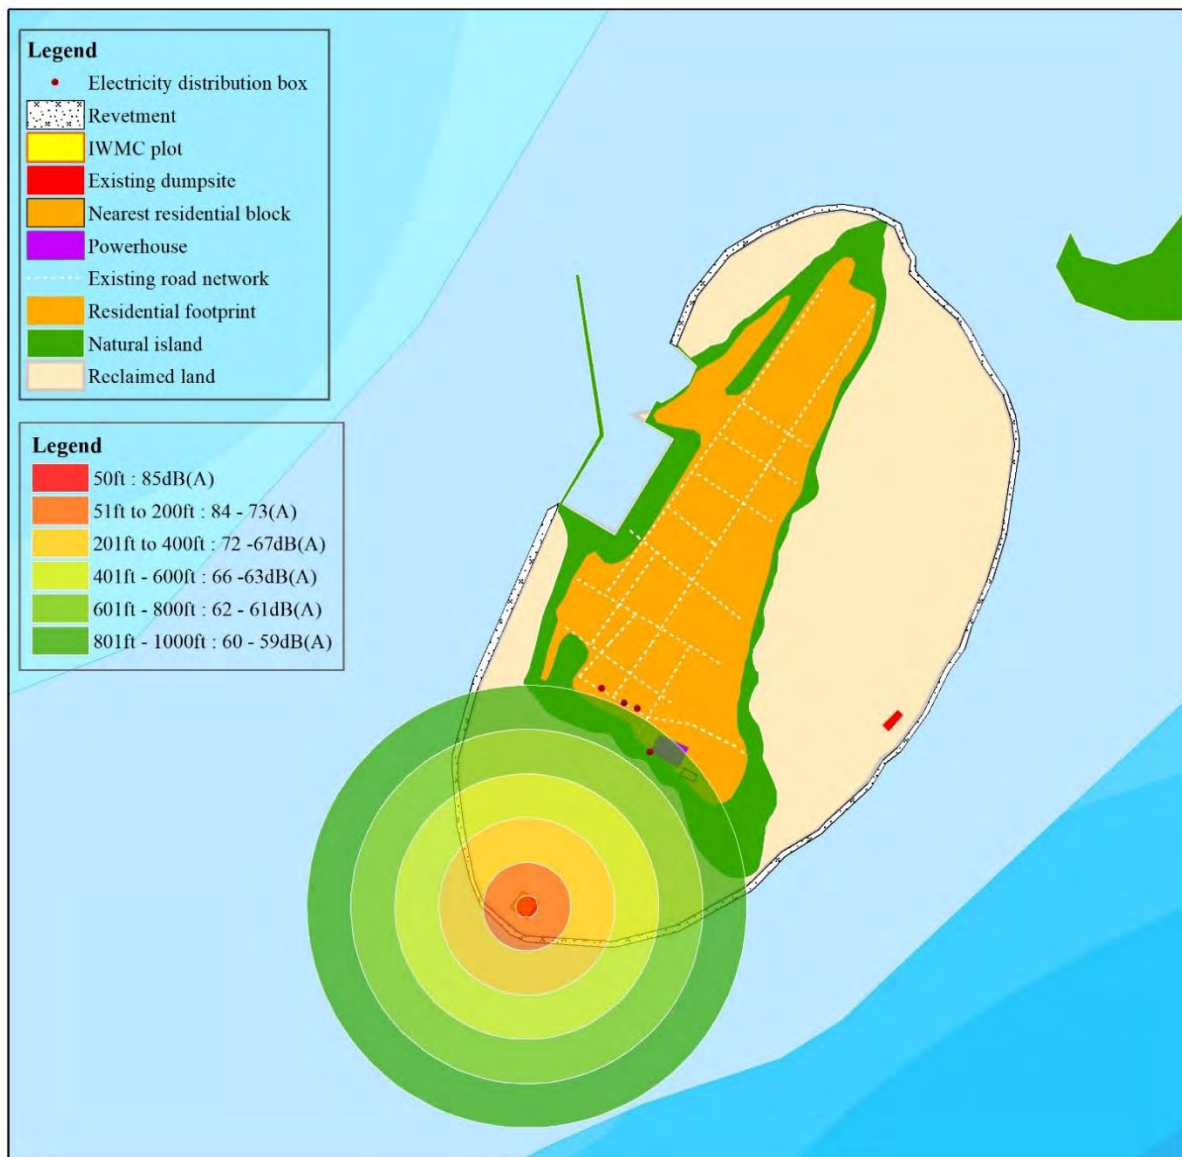 Legend
Electricity distribution box
Revetment
IWMC plot
Existing dumpsite
Nearest residential block
Powerhouse
Existing road network
Residential footprint
Natural island
Reclaimed land
Legend
50ft : 85dB(A)
51ft to 200ft : 84 - 73(A)
201ft to 400ft : 72 -67dB(A)
401ft - 600ft : 66 -63dB(A)
601ft - 800ft : 62 - 61dB(A)
801ft - 1000ft : 60 - 59dB(A)